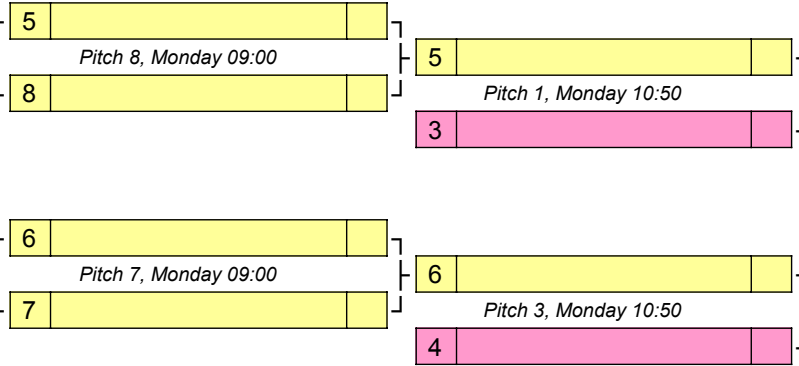 5
Pitch 8, Monday 09:00
8
5
Pitch 1, Monday 10:50
3
6
Pitch 7, Monday 09:00
7
6
Pitch 3, Monday 10:50
4